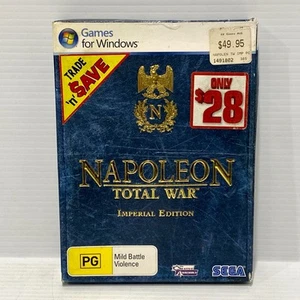 Games
for Windows
$49.95
1491802
TRADE
'n'
SAVE
ONLY
$28
N
NAPOLEON
TOTAL WAR
IMPERIAL EDITION
PG
Mild Battle
Violence
SEGA